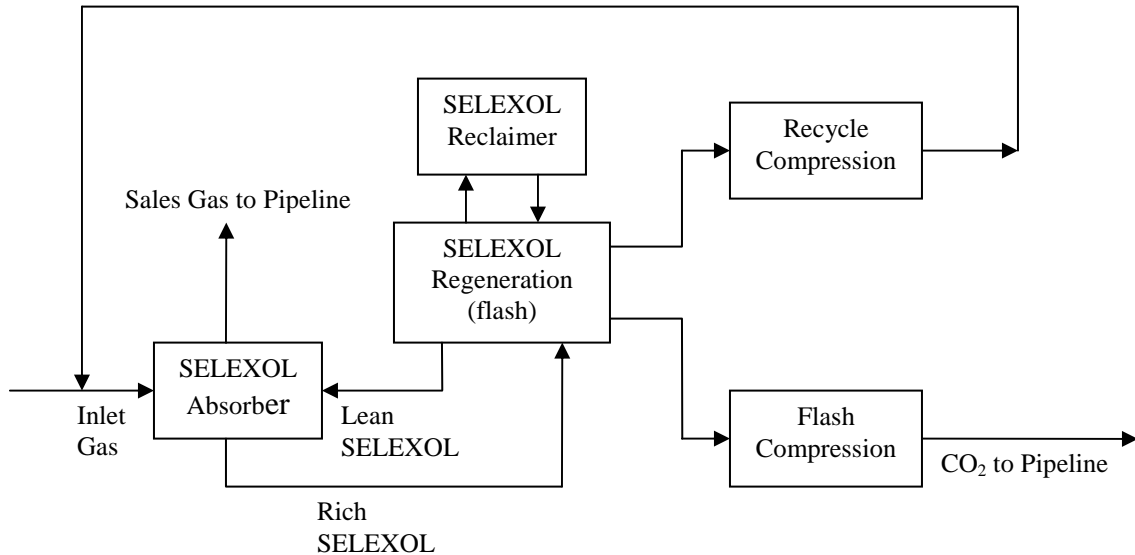 SELEXOL
Reclaimer
Recycle
Compression
Sales Gas to Pipeline
SELEXOL
Regeneration
(flash)
SELEXOL
Absorber
Inlet
Gas
Lean
SELEXOL
Flash
Compression
CO₂ to Pipeline
Rich
SELEXOL